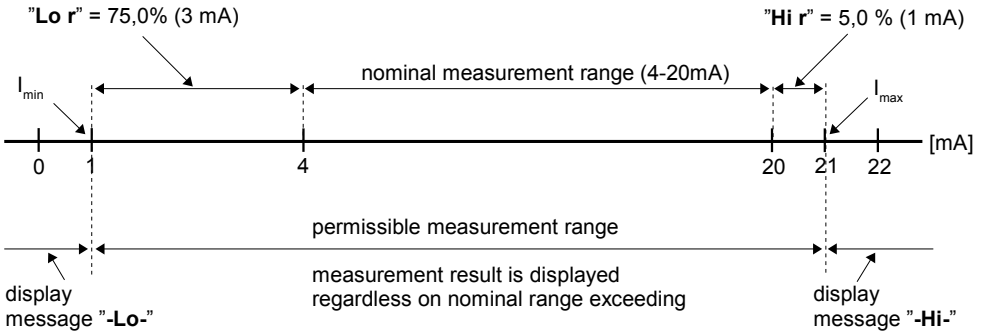 "Lo r" = 75,0% (3 mA)
"Hi r" = 5,0 % (1 mA)
nominal measurement range (4-20mA)
Imin
Imax
[mA]
0
1
4
20
21
22
permissible measurement range
measurement result is displayed
regardless on nominal range exceeding
display
message "-Lo-"
display
message "-Hi-"